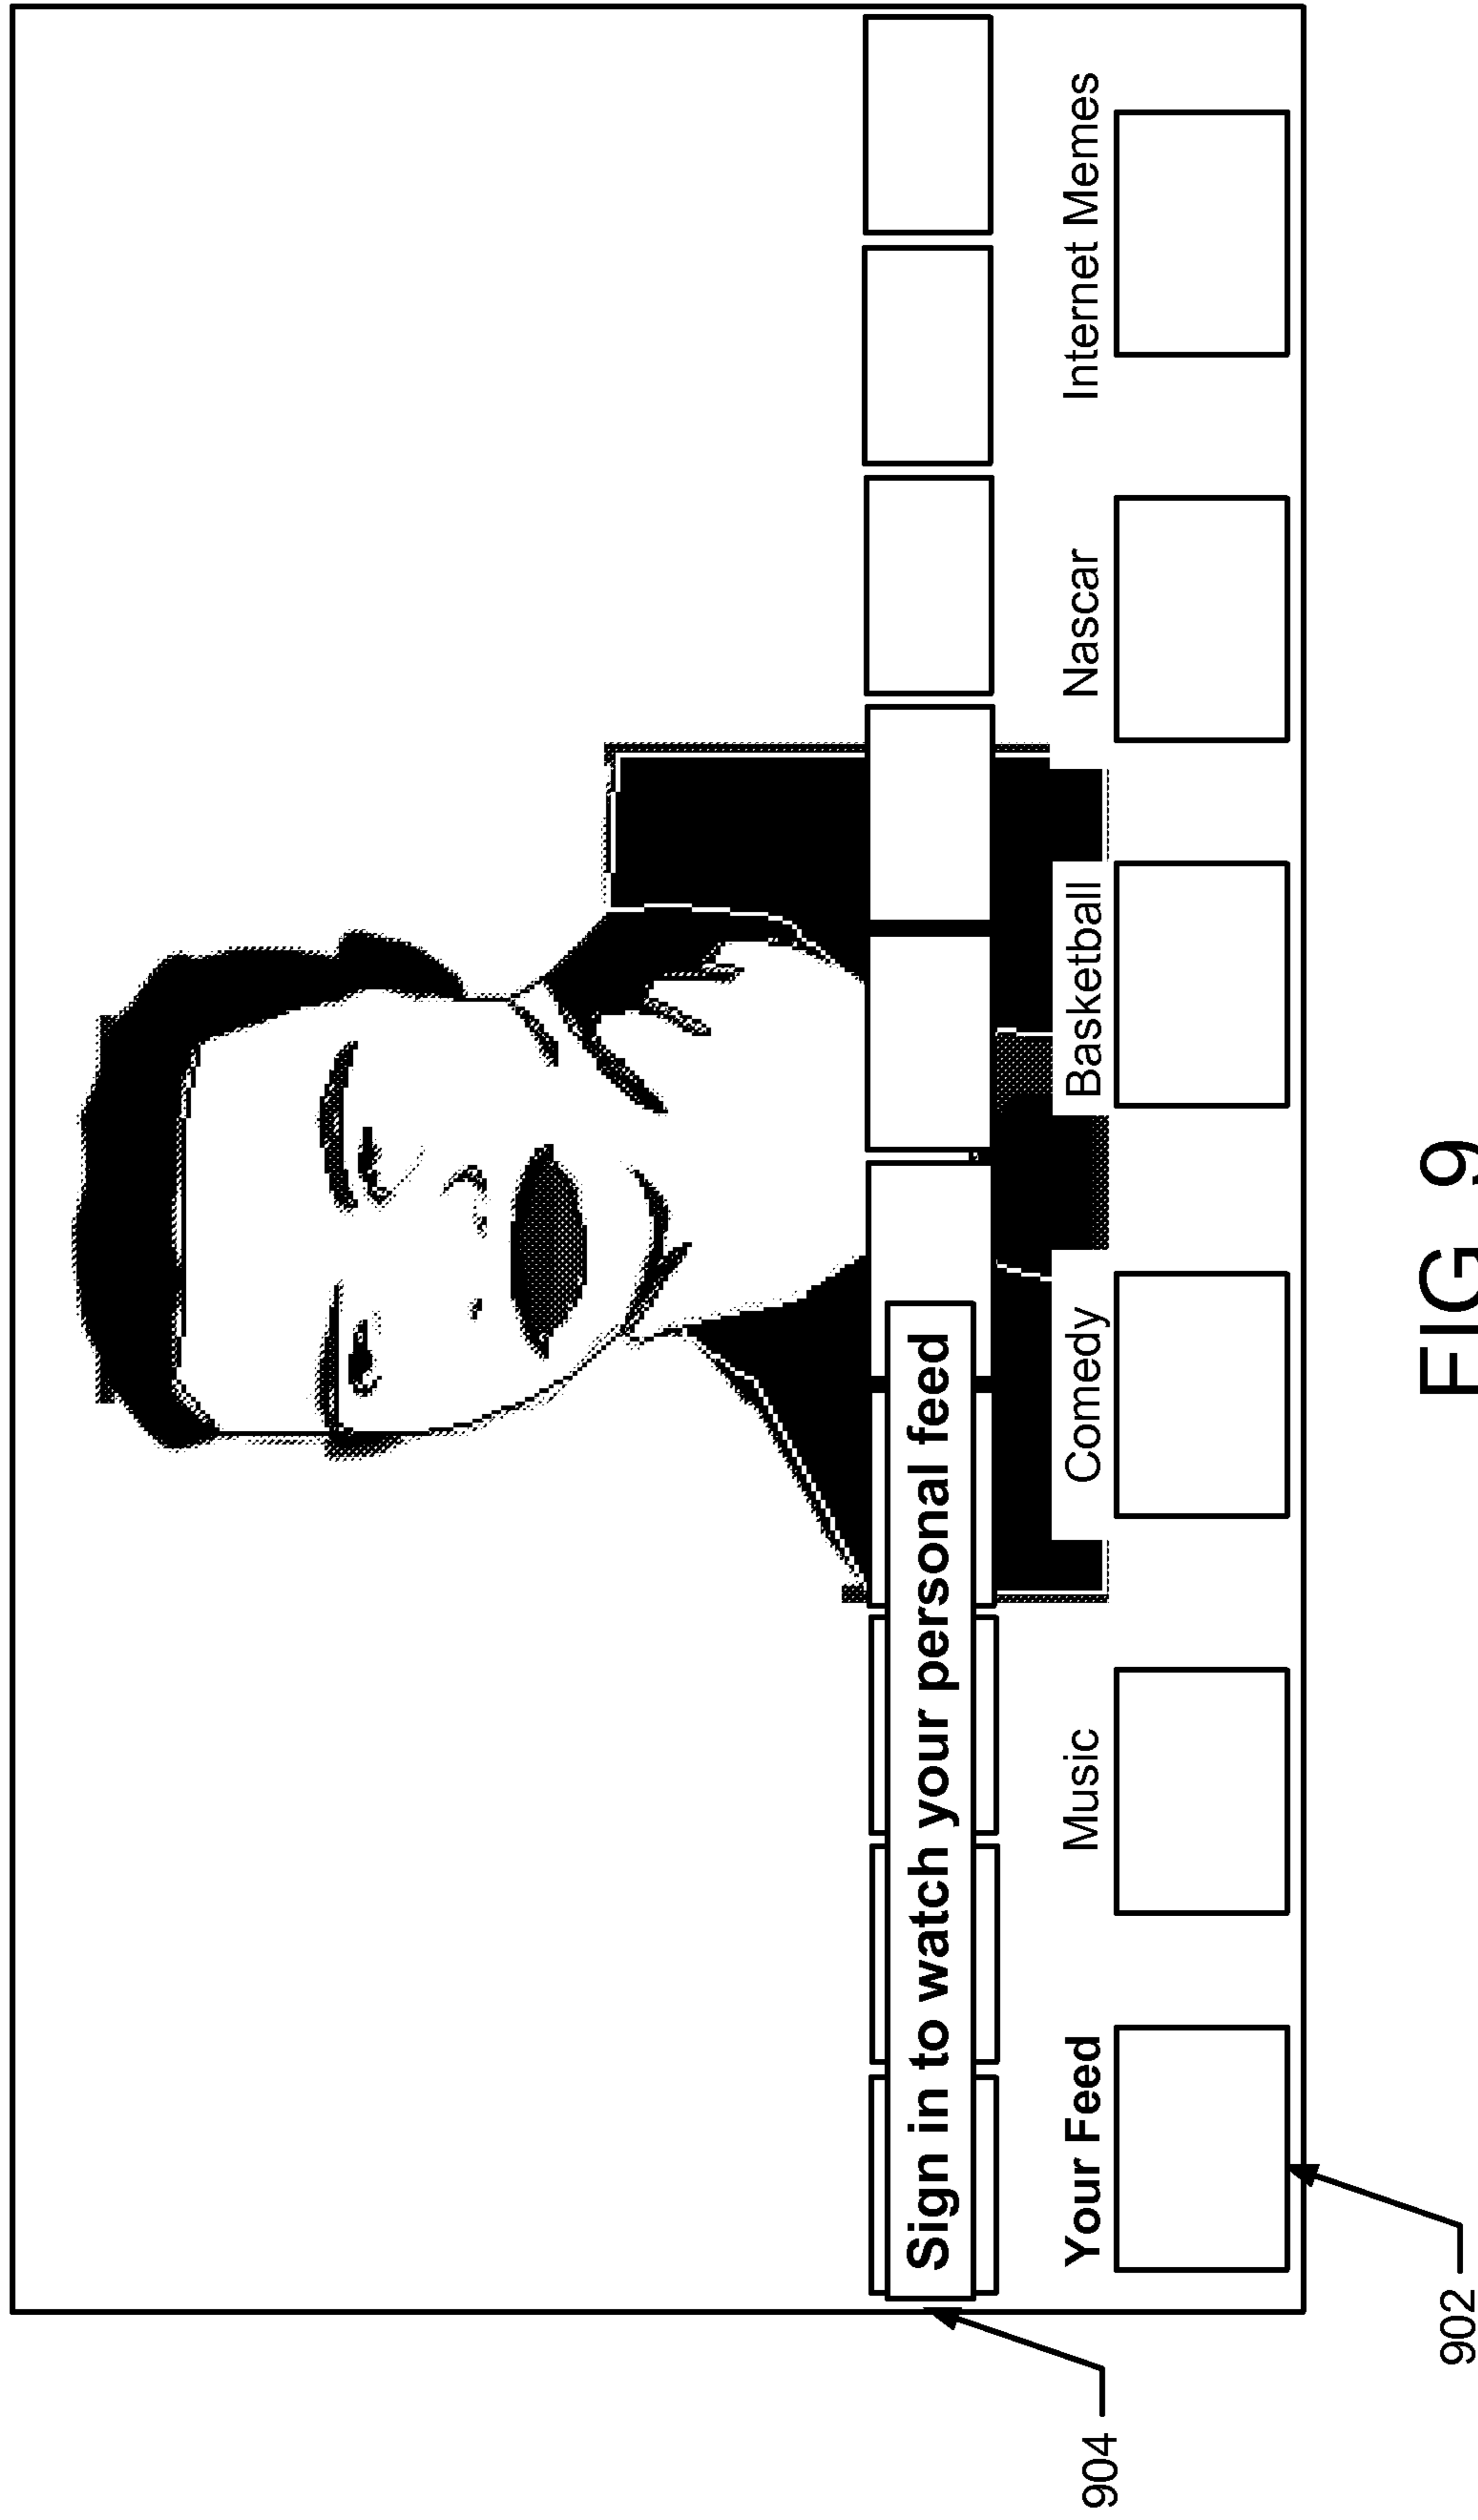 Sign in to watch your personal feed
904
Your Feed Music Comedy Basketball Nascar Internet Memes
902
FIG. 9